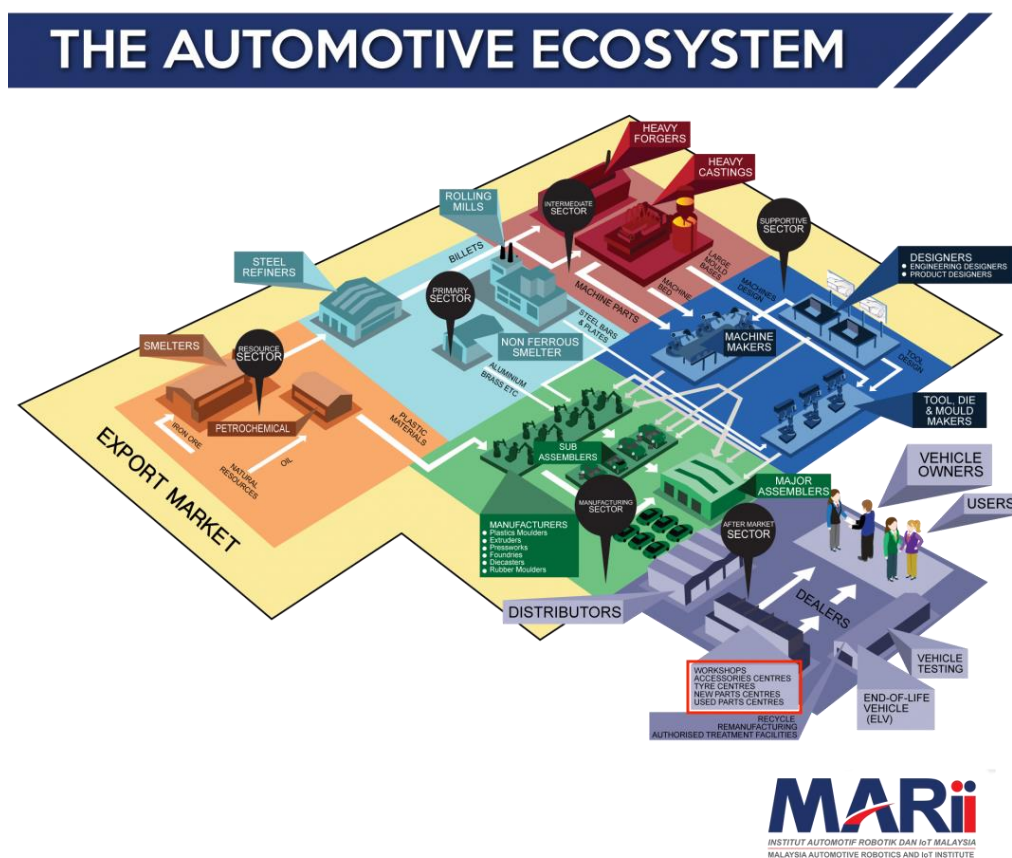 THE AUTOMOTIVE ECOSYSTEM
HEAVY
FORGERS
HEAVY
CASTINGS
ROLLING
MILLS
INTERMEDIATE
SECTOR
SUPPORTIVE
SECTOR
STEEL
REFINERS
BILLETS
LARGE
MOULD
BASES
DESIGNERS
● ENGINEERING DESIGNERS
● PRODUCT DESIGNERS
PRIMARY
SECTOR
MACHINE PARTS
MACHINE
BED
MACHINES
DESIGN
STEEL BARS
& PLATES
MACHINE
MAKERS
SMELTERS
RESOURCE
SECTOR
NON FERROUS
SMELTER
ALUMINIUM
BRASS ETC
TOOL
DESIGN
TOOL, DIE
& MOULD
MAKERS
PETROCHEMICAL
PLASTIC
MATERIALS
IRON ORE
NATURAL
RESOURCES
OIL
EXPORT MARKET
SUB
ASSEMBLERS
MAJOR
ASSEMBLERS
VEHICLE
OWNERS
USERS
MANUFACTURING
SECTOR
AFTER MARKET
SECTOR
MANUFACTURERS
● Plastics Moulders
● Extruders
● Pressworks
● Foundries
● Diecasters
● Rubber Moulders
DISTRIBUTORS
DEALERS
VEHICLE
TESTING
WORKSHOPS
ACCESSORIES CENTRES
TYRE CENTRES
NEW PARTS CENTRES
USED PARTS CENTRES
END-OF-LIFE
VEHICLE
(ELV)
RECYCLE
REMANUFACTURING
AUTHORISED TREATMENT FACILITIES
MARii
INSTITUT AUTOMOTIF ROBOTIK DAN IoT MALAYSIA
MALAYSIA AUTOMOTIVE ROBOTICS AND IoT INSTITUTE